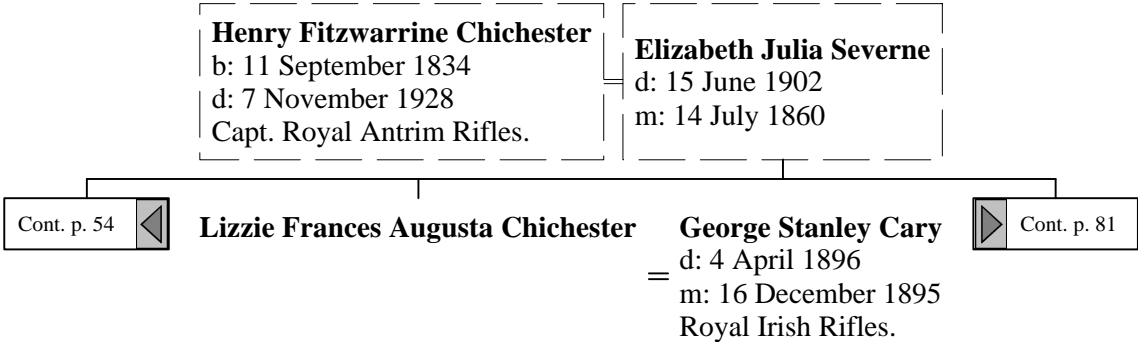 Henry Fitzwarrine Chichester
b: 11 September 1834
d: 7 November 1928
Capt. Royal Antrim Rifles.
Elizabeth Julia Severne
d: 15 June 1902
m: 14 July 1860
Cont. p. 54
Lizzie Frances Augusta Chichester
=
George Stanley Cary
d: 4 April 1896
m: 16 December 1895
Royal Irish Rifles.
Cont. p. 81